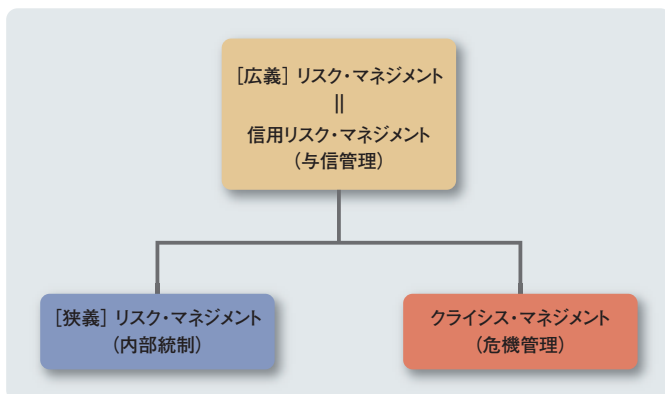 ［広義］リスク・マネジメント
||
信用リスク・マネジメント
（与信管理）
［狭義］リスク・マネジメント
（内部統制）
クライシス・マネジメント
（危機管理）